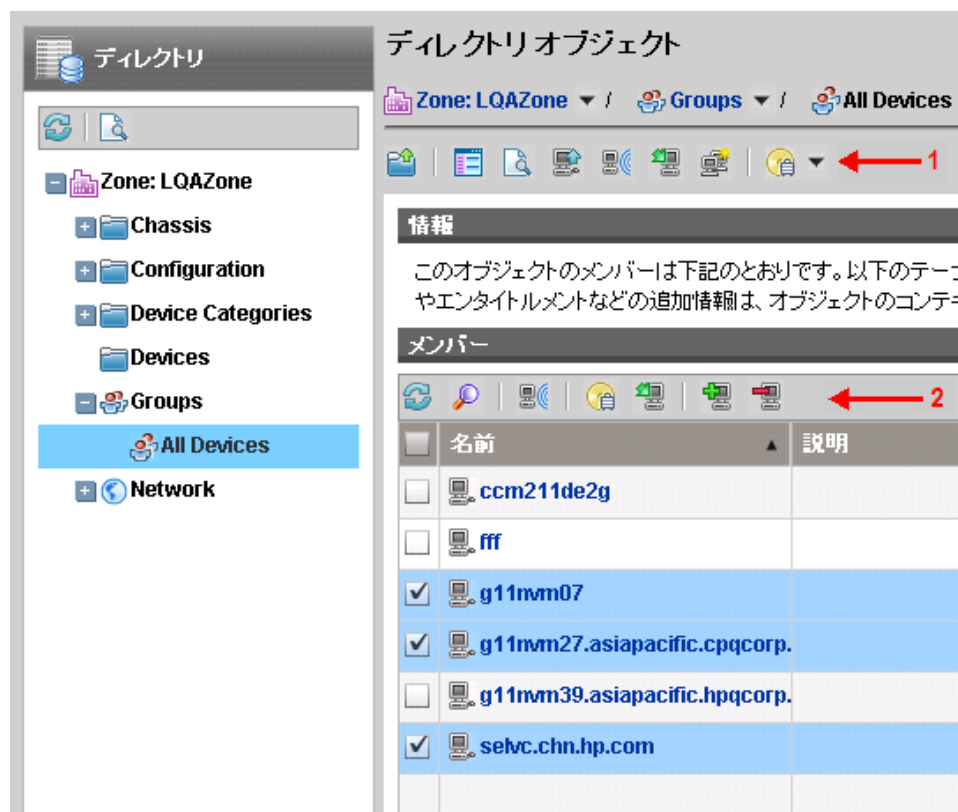 ディレクトリ
Zone: LQAZone
Chassis
Configuration
Device Categories
Devices
Groups
All Devices
Network
ディレクトリ オブジェクト
Zone: LQAZone / Groups / All Devices
1
情報
このオブジェクトのメンバーは下記のとおりです。以下のテー
やエンタイトルメントなどの追加情報は、オブジェクトのコンテ
メンバー
2
名前 説明
ccm211de2g
fff
g11nvm07
g11nvm27.asiapacific.cpqcorp.
g11nvm39.asiapacific.hpqcorp.
selvc.chn.hp.com